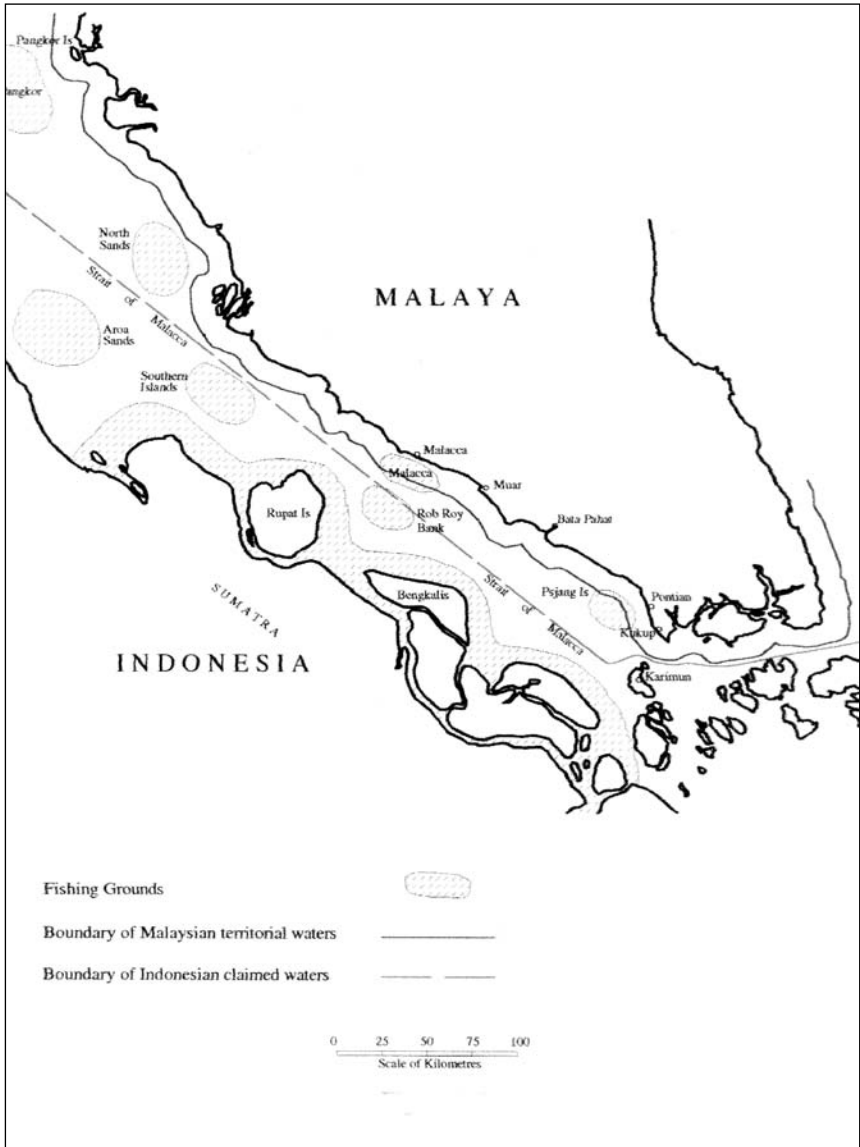 Pangkor Is
angkor
North
Sands
Strait of Malacca
Aroa
Sands
MALAYA
Southern
Islands
Malacca
Malacca
Muar
Rupat Is
Rob Roy
Bank
Bata Pahat
SUMATRA
Bengkalis
Strait of Malacca
Psjang Is
Pontian
Kukup
INDONESIA
Karimun
Fishing Grounds
Boundary of Malaysian territorial waters
Boundary of Indonesian claimed waters
0 25 50 75 100
Scale of Kilometres